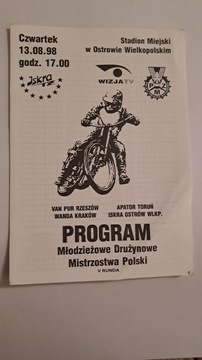 Czwartek
13.08.98
godz. 17.00
Stadion Miejski
w Ostrowie Wielkopolskim
Iskra
WIZJA TV
PZM
VAN PUR RZESZÓW
WANDA KRAKÓW
APATOR TORUŃ
ISKRA OSTRÓW WLKP.
PROGRAM
Młodzieżowe Drużynowe
Mistrzostwa Polski
V RUNDA